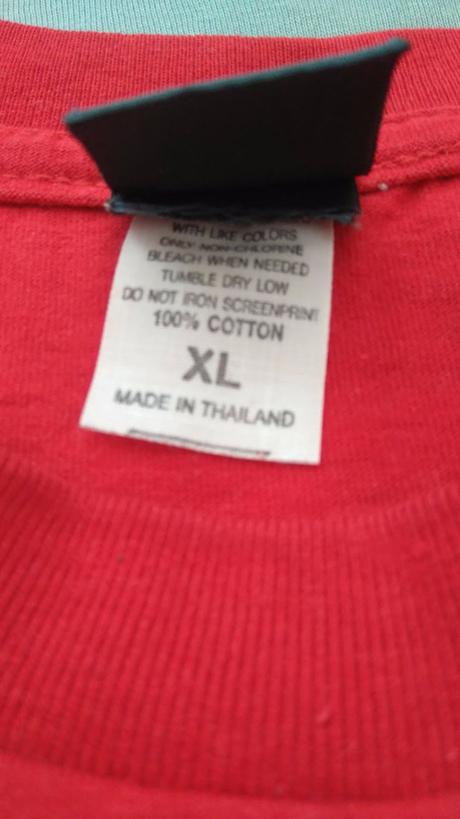 WITH LIKE COLORS
ONLY NON-CHLORINE
BLEACH WHEN NEEDED
TUMBLE DRY LOW
DO NOT IRON SCREENPRINT
100% COTTON
XL
MADE IN THAILAND